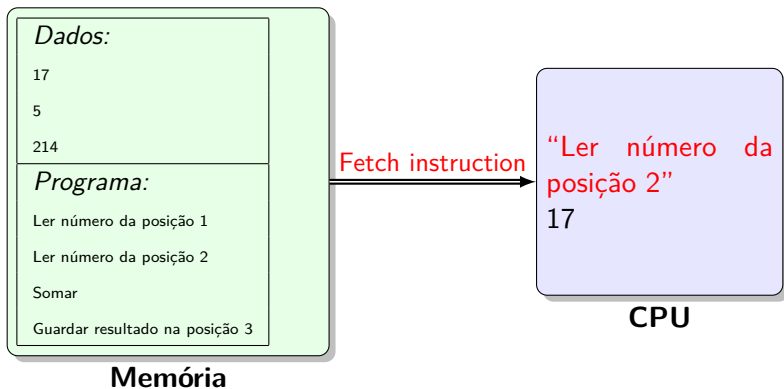 Dados:
17
5
214
Programa:
Ler número da posição 1
Ler número da posição 2
Somar
Guardar resultado na posição 3
Memória
Fetch instruction
“Ler número da
posição 2”
17
CPU